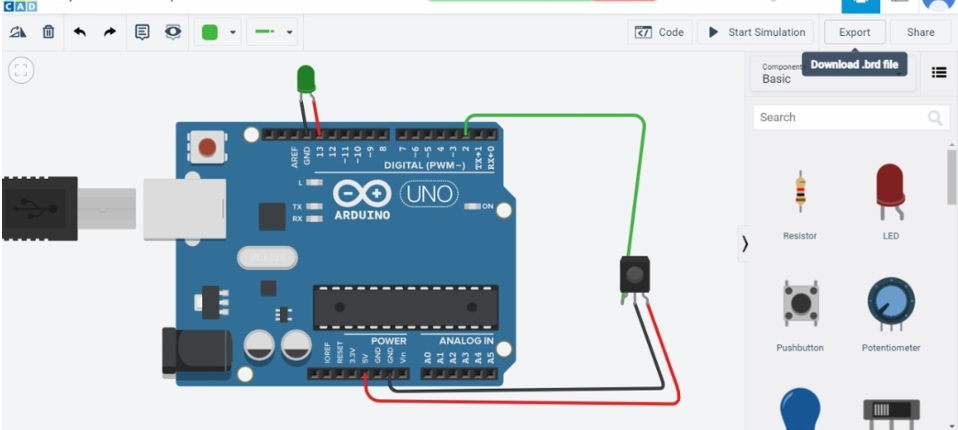 CAD
Code
Start Simulation
Export
Share
Download .brd file
Basic
Search
Resistor
LED
Pushbutton
Potentiometer
AREF
GND
13
12
~11
~10
~9
8
7
~6
~5
4
~3
2
TX→1
RX←0
DIGITAL (PWM~)
L
TX
RX
ARDUINO
UNO
ON
POWER
ANALOG IN
IOREF
RESET
3.3V
5V
GND
GND
Vin
A0
A1
A2
A3
A4
A5